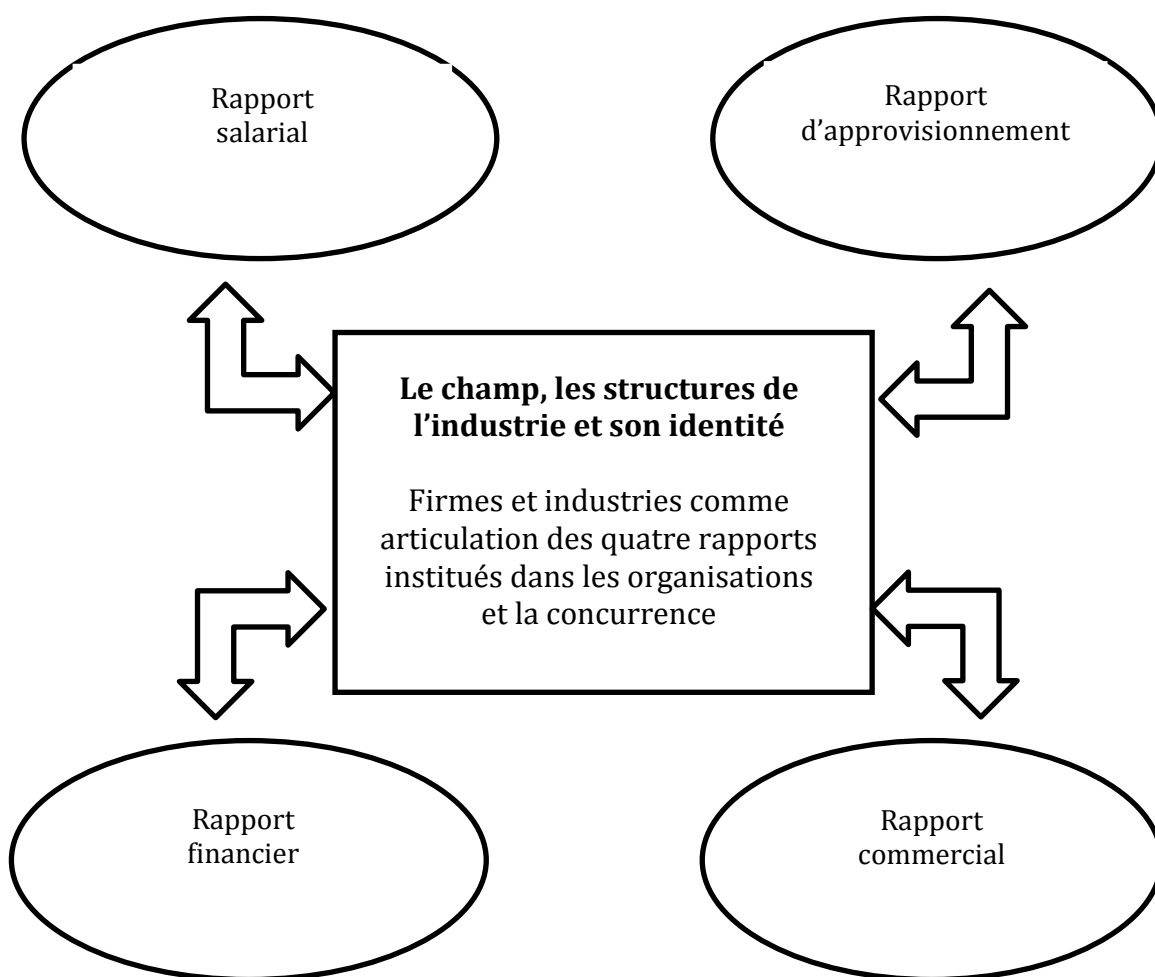 Rapport
salarial
Rapport
d’approvisionnement
Le champ, les structures de
l’industrie et son identité
Firmes et industries comme
articulation des quatre rapports
institués dans les organisations
et la concurrence
Rapport
financier
Rapport
commercial